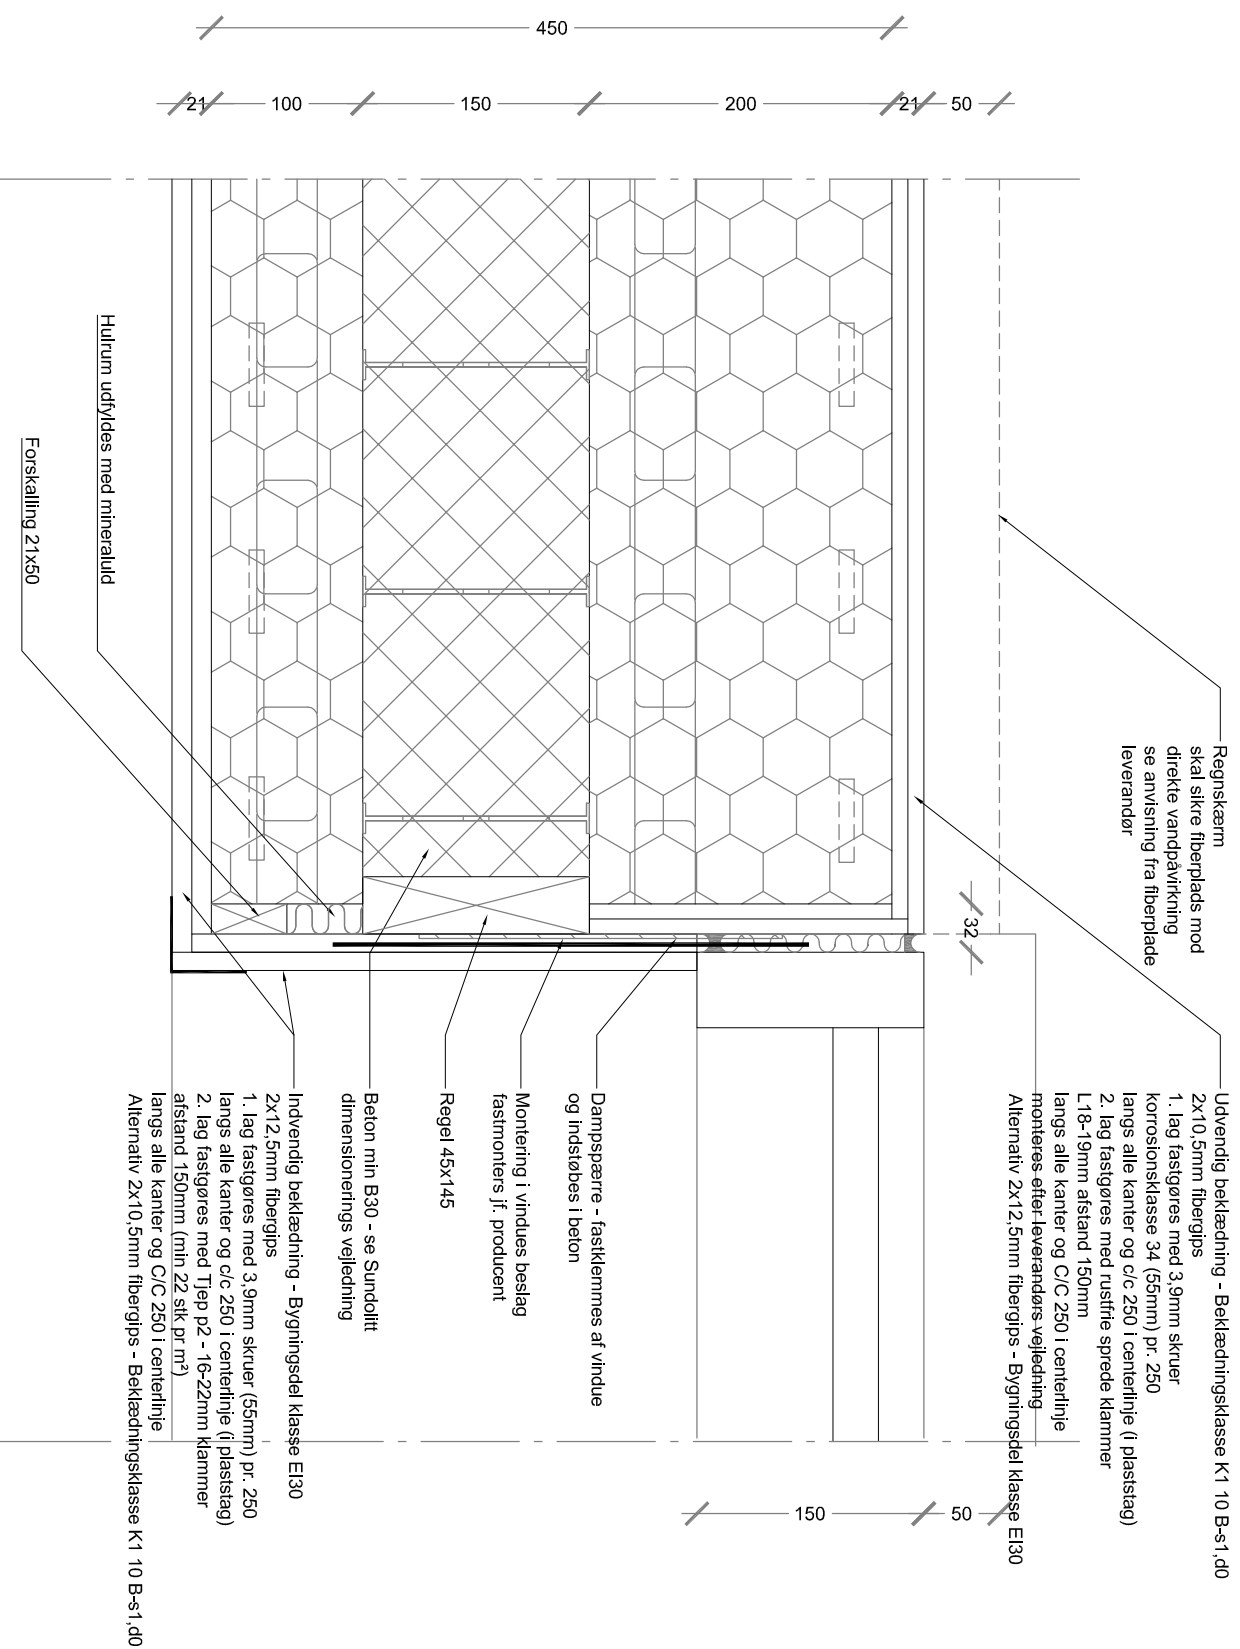 450
21
100
150
200
21
50
Regnskærm
skal sikre fiberplads mod
direkte vandpåvirkning
se anvisning fra fiberplade
leverandør
32
Hulrum udfyldes med mineraluld
Forskalling 21x50
Udvendig beklædning - Beklædningsklasse K1 10 B-s1,d0
2x10,5mm fibergips
1. lag fastgøres med 3,9mm skruer
korrosionsklasse 34 (55mm) pr. 250
langs alle kanter og c/c 250 i centerlinje (i plaststag)
2. lag fastgøres med rustfrie sprede klammer
L18-19mm afstand 150mm
langs alle kanter og C/C 250 i centerlinje
monteres efter leverandørs vejledning
Alternativ 2x12,5mm fibergips - Bygningsdel klasse EI30
Dampspærre - fastklemmes af vindue
og indstøbes i beton
Montering i vindues beslag
fastmonters jf. producent
Regel 45x145
Beton min B30 - se Sundolitt
dimensionerings vejledning
Indvendig beklædning - Bygningsdel klasse EI30
2x12,5mm fibergips
1. lag fastgøres med 3,9mm skruer (55mm) pr. 250
langs alle kanter og c/c 250 i centerlinje (i plaststag)
2. lag fastgøres med Tjep p2 - 16-22mm klammer
afstand 150mm (min 22 stk pr m²)
langs alle kanter og C/C 250 i centerlinje
Alternativ 2x10,5mm fibergips - Beklædningsklasse K1 10 B-s1,d0
150
50